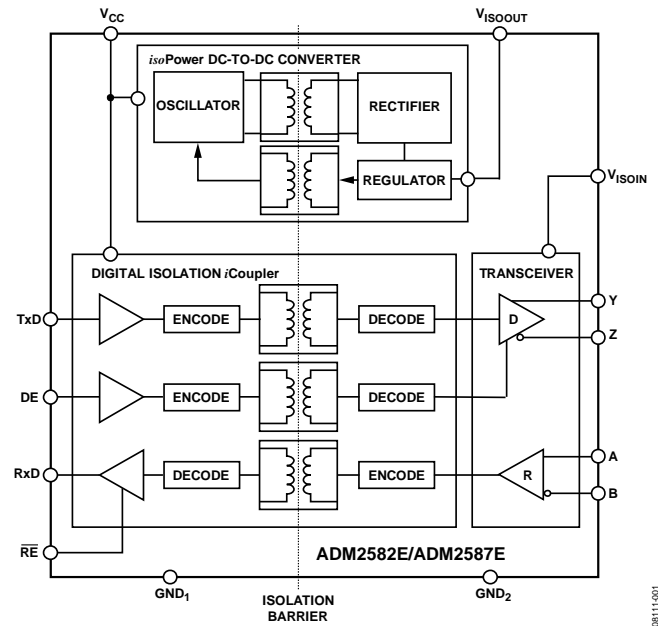 VCC
VISOOUT
isoPower DC-TO-DC CONVERTER
OSCILLATOR
RECTIFIER
REGULATOR
VISOIN
DIGITAL ISOLATION iCoupler
TRANSCEIVER
TxD
ENCODE
DECODE
D
Y
Z
DE
ENCODE
DECODE
RxD
DECODE
ENCODE
R
A
B
RE
ADM2582E/ADM2587E
GND1
ISOLATION
BARRIER
GND2
08111-001